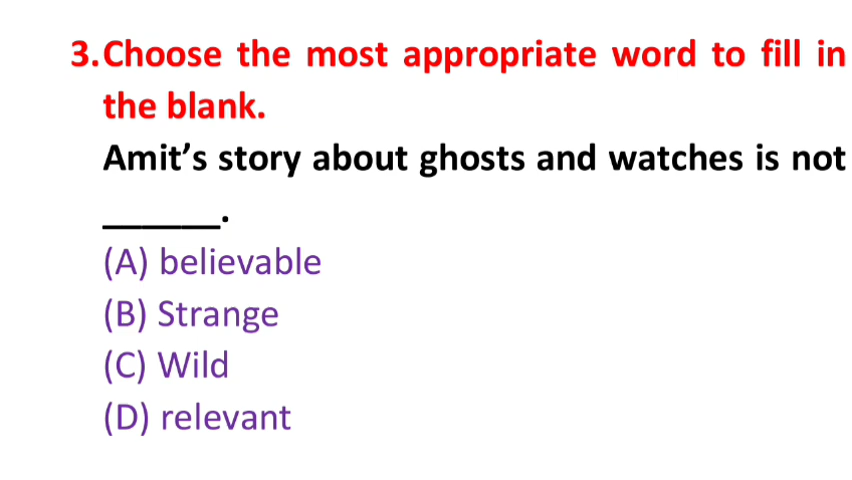 3. Choose the most appropriate word to fill in
the blank.
Amit’s story about ghosts and watches is not
______.
(A) believable
(B) Strange
(C) Wild
(D) relevant